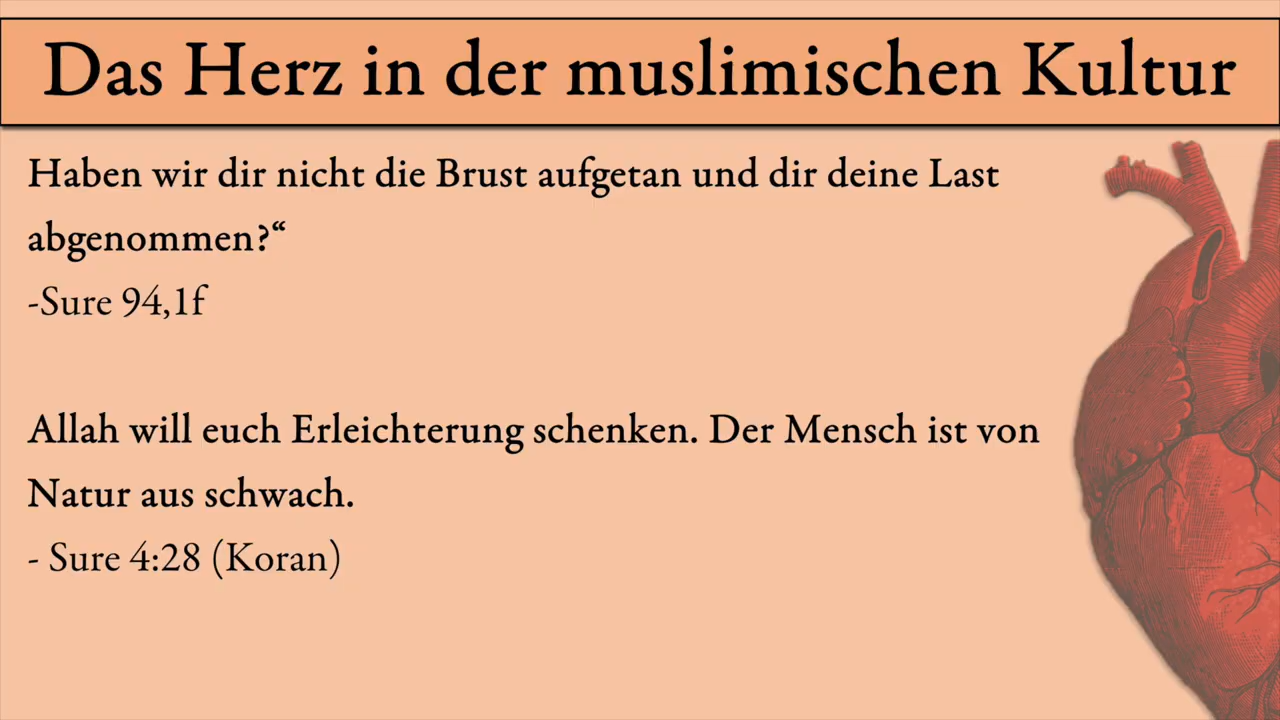 Das Herz in der muslimischen Kultur
Haben wir dir nicht die Brust aufgetan und dir deine Last
abgenommen?“
-Sure 94,1f
Allah will euch Erleichterung schenken. Der Mensch ist von
Natur aus schwach.
- Sure 4:28 (Koran)